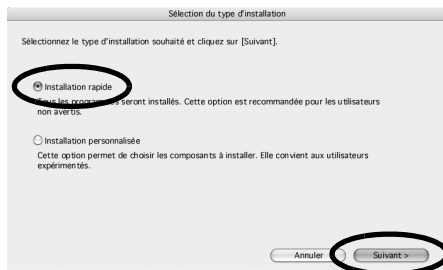 Sélection du type d'installation
Sélectionnez le type d'installation souhaité et cliquez sur [Suivant].
Installation rapide
Tous les programmes seront installés. Cette option est recommandée pour les utilisateurs
non avertis.
Installation personnalisée
Cette option permet de choisir les composants à installer. Elle convient aux utilisateurs
expérimentés.
Annuler
Suivant >